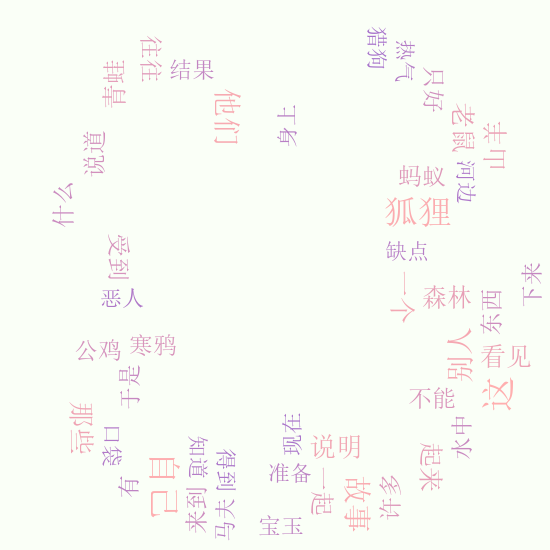 猎狗
往往
热气
青蛙
结果
只好
他们
身上
老鼠
山羊
说道
蚂蚁
河边
什么
狐狸
受到
缺点
下来
恶人
一个
森林
东西
公鸡
寒鸦
别人
看见
于是
不能
这
那些
口袋
现在
水中
说明
知道
得到
起来
有
自己
准备
一起
故事
多计
来到
马夫
宝玉